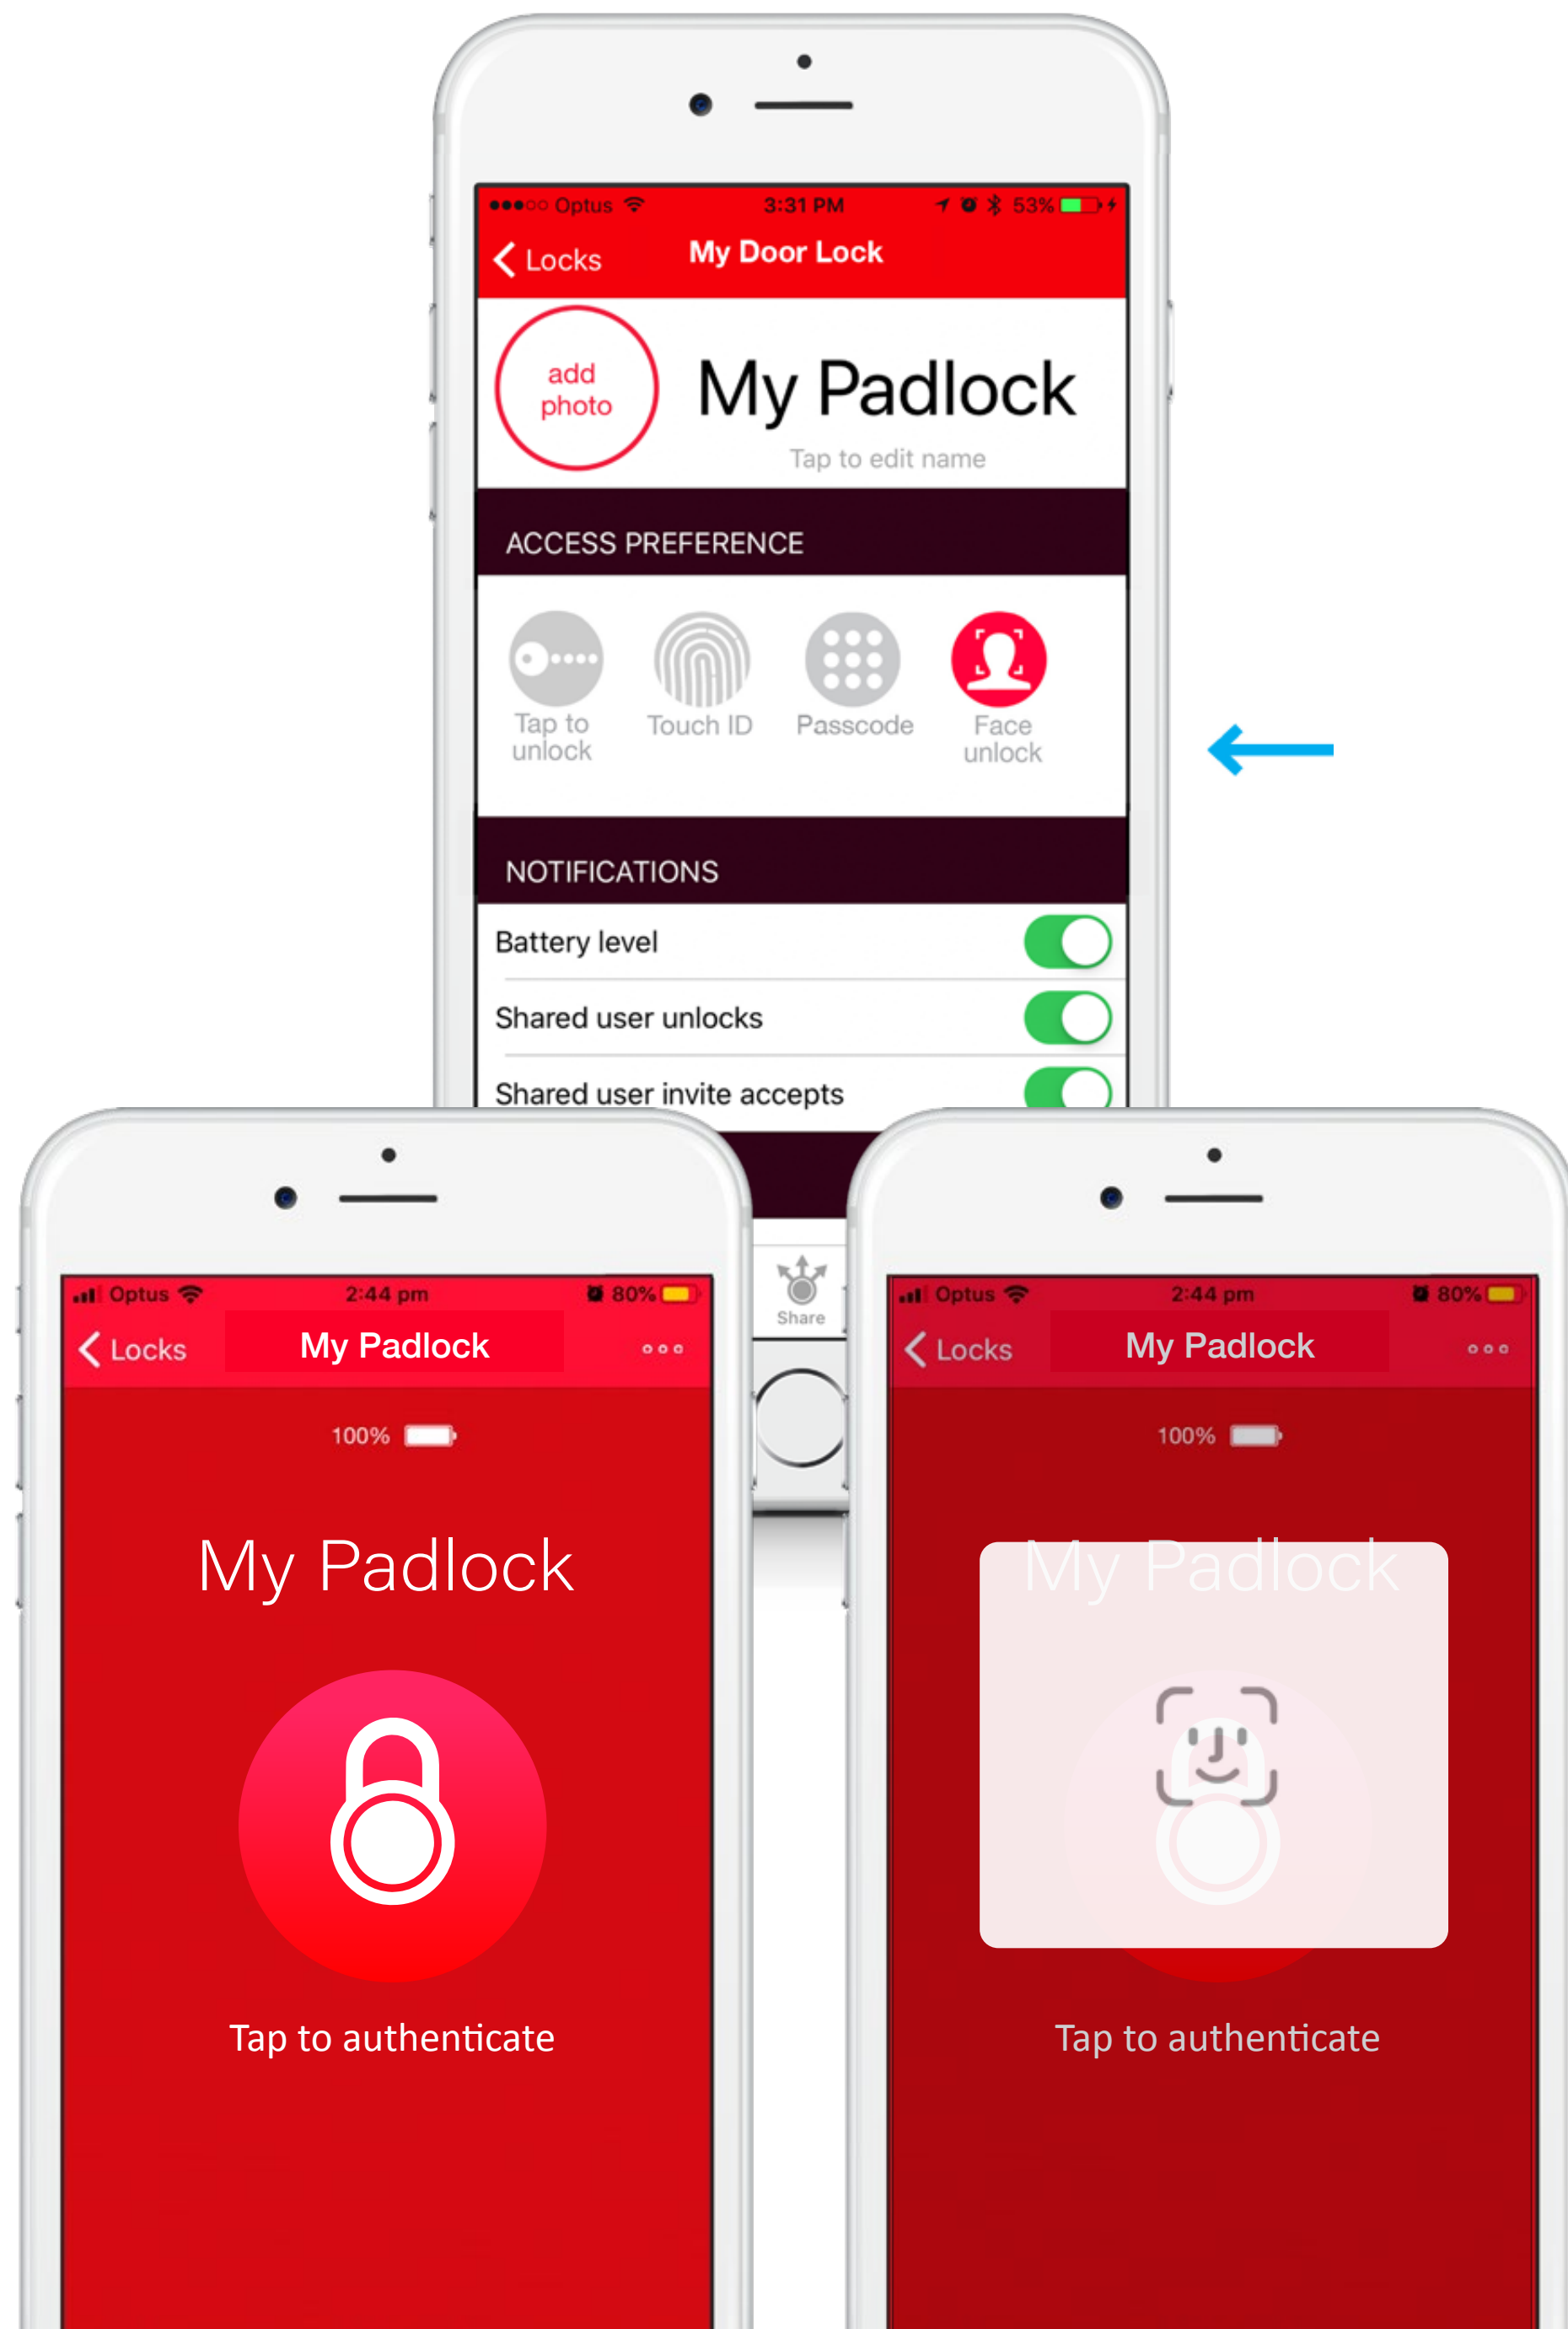 Optus 3:31 PM 53%
Locks My Door Lock
add
photo
My Padlock
Tap to edit name
ACCESS PREFERENCE
Tap to
unlock
Touch ID
Passcode
Face
unlock
NOTIFICATIONS
Battery level
Shared user unlocks
Shared user invite accepts
Share
Optus 2:44 pm 80%
Locks My Padlock
100%
My Padlock
Tap to authenticate
Optus 2:44 pm 80%
Locks My Padlock
100%
My Padlock
Tap to authenticate